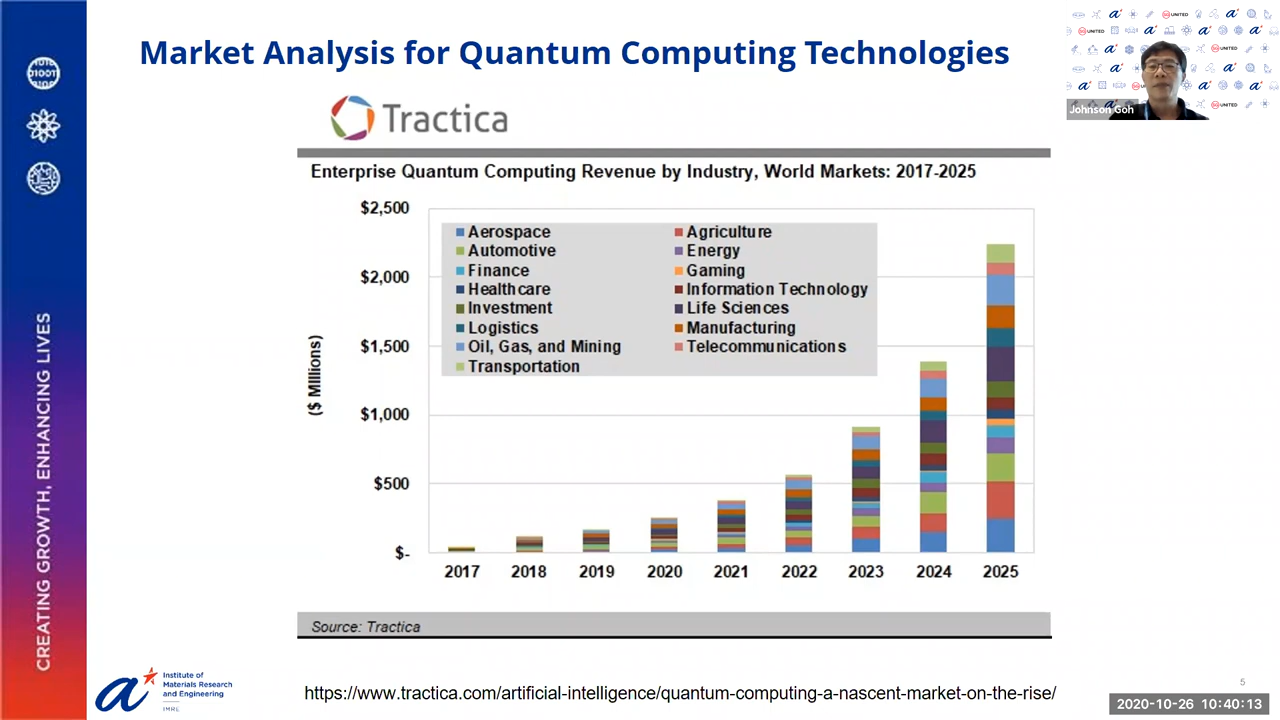 Market Analysis for Quantum Computing Technologies
Johnson Goh
Tractica
Enterprise Quantum Computing Revenue by Industry, World Markets: 2017-2025
($ Millions)
$2,500
$2,000
$1,500
$1,000
$500
$-
Aerospace
Agriculture
Automotive
Energy
Finance
Gaming
Healthcare
Information Technology
Investment
Life Sciences
Logistics
Manufacturing
Oil, Gas, and Mining
Telecommunications
Transportation
2017 2018 2019 2020 2021 2022 2023 2024 2025
Source: Tractica
CREATING GROWTH, ENHANCING LIVES
Institute of
Materials Research
and Engineering
IMRE
https://www.tractica.com/artificial-intelligence/quantum-computing-a-nascent-market-on-the-rise/
5
2020-10-26 10:40:13